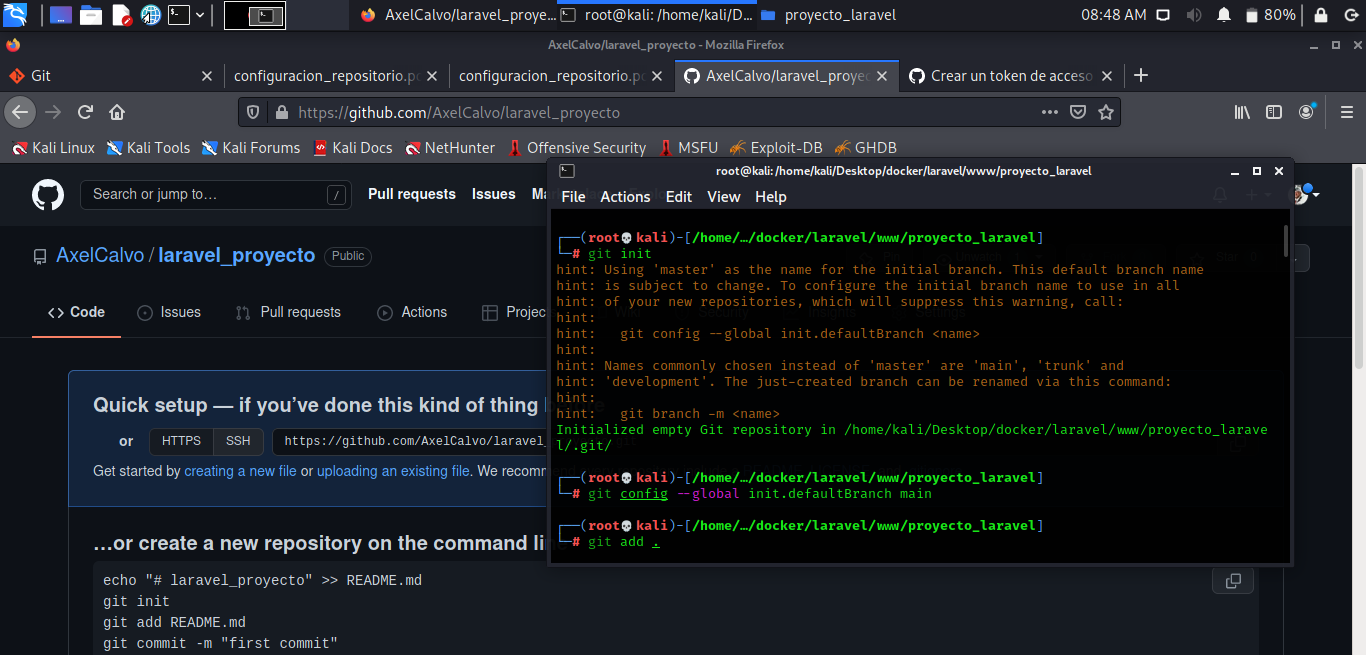 AxelCalvo/laravel_proye...
root@kali: /home/kali/D...
proyecto_laravel
08:48 AM
80%
AxelCalvo/laravel_proyecto - Mozilla Firefox
Git
configuracion_repositorio.p
configuracion_repositorio.p
AxelCalvo/laravel_proyec
Crear un token de acceso
https://github.com/AxelCalvo/laravel_proyecto
Kali Linux
Kali Tools
Kali Forums
Kali Docs
NetHunter
Offensive Security
MSFU
Exploit-DB
GHDB
Search or jump to...
/
Pull requests
Issues
AxelCalvo / laravel_proyecto
Public
Code
Issues
Pull requests
Actions
Projec
Quick setup — if you’ve done this kind of thing
or
HTTPS
SSH
https://github.com/AxelCalvo/laravel_
Get started by creating a new file or uploading an existing file. We recomm
…or create a new repository on the command lin
echo "# laravel_proyecto" >> README.md
git init
git add README.md
git commit -m "first commit"
root@kali:/home/kali/Desktop/docker/laravel/www/proyecto_laravel
File
Actions
Edit
View
Help
┌──(root💀kali)-[/home/…/docker/laravel/www/proyecto_laravel]
└─# git init
hint: Using 'master' as the name for the initial branch. This default branch name
hint: is subject to change. To configure the initial branch name to use in all
hint: of your new repositories, which will suppress this warning, call:
hint:
hint:   git config --global init.defaultBranch <name>
hint:
hint: Names commonly chosen instead of 'master' are 'main', 'trunk' and
hint: 'development'. The just-created branch can be renamed via this command:
hint:
hint:   git branch -m <name>
Initialized empty Git repository in /home/kali/Desktop/docker/laravel/www/proyecto_larave
l/.git/
┌──(root💀kali)-[/home/…/docker/laravel/www/proyecto_laravel]
└─# git config --global init.defaultBranch main
┌──(root💀kali)-[/home/…/docker/laravel/www/proyecto_laravel]
└─# git add .